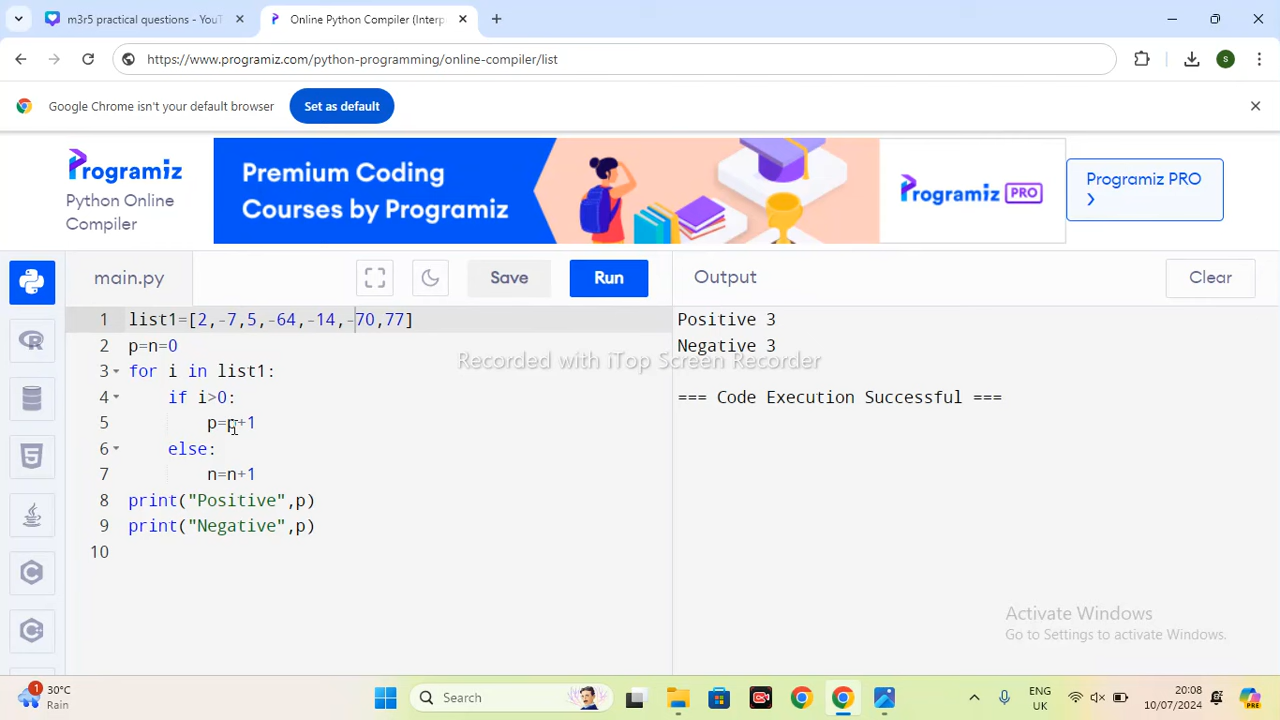 m3r5 practical questions - YouT
Online Python Compiler (Interp
https://www.programiz.com/python-programming/online-compiler/list
S
Google Chrome isn't your default browser
Set as default
Programiz
Python Online
Compiler
Premium Coding
Courses by Programiz
Programiz PRO
Programiz PRO
main.py
Save
Run
Output
Clear
1 list1=[2,-7,5,-64,-14,-70,77]
2 p=n=0
3 for i in list1:
4 if i>0:
5 p=p+1
6 else:
7 n=n+1
8 print("Positive",p)
9 print("Negative",p)
10
Positive 3
Negative 3
=== Code Execution Successful ===
Recorded with iTop Screen Recorder
Activate Windows
Go to Settings to activate Windows.
1
30°C
Rain
Search
ENG
UK
20:08
10/07/2024
PRE